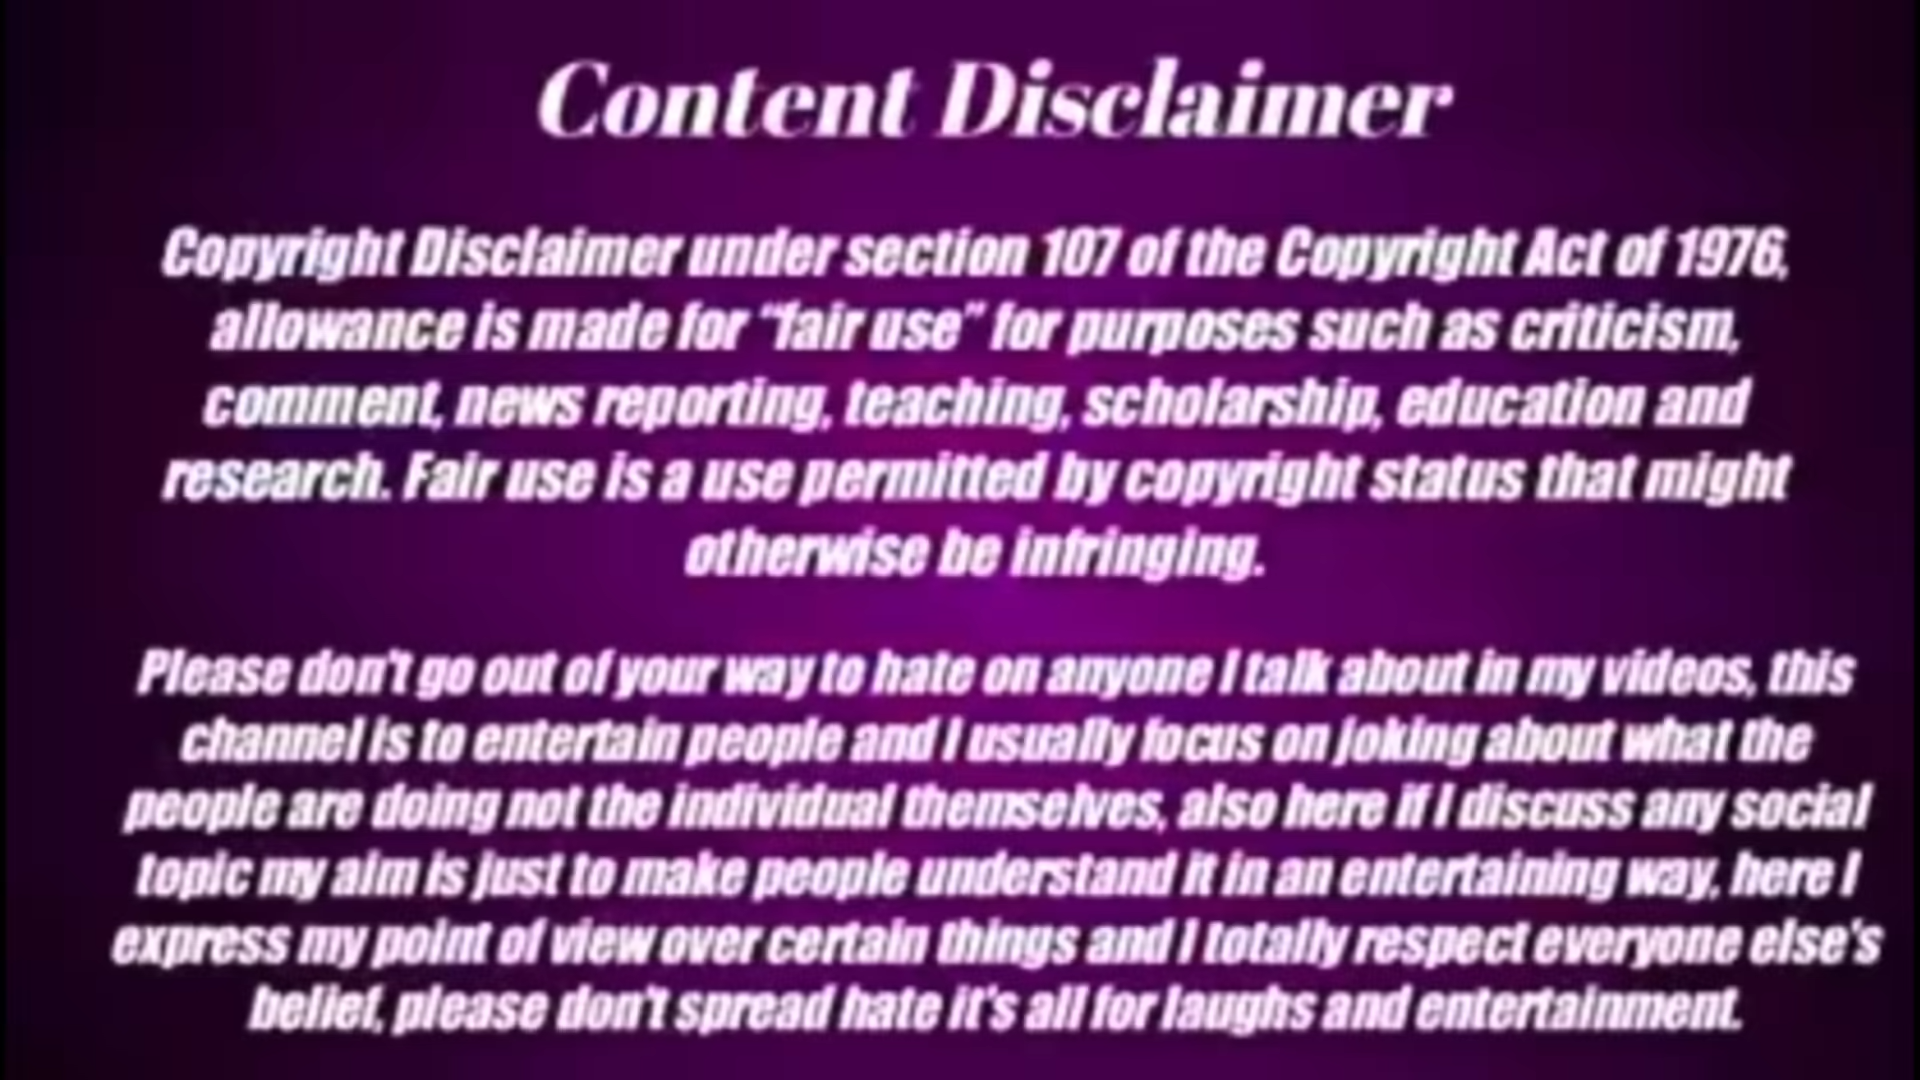 Content Disclaimer
Copyright Disclaimer under section 107 of the Copyright Act of 1976,
allowance is made for “fair use” for purposes such as criticism,
comment, news reporting, teaching, scholarship, education and
research. Fair use is a use permitted by copyright status that might
otherwise be infringing.
Please don't go out of your way to hate on anyone I talk about in my videos, this
channel is to entertain people and I usually focus on joking about what the
people are doing not the individual themselves, also here if I discuss any social
topic my aim is just to make people understand it in an entertaining way, here I
express my point of view over certain things and I totally respect everyone else's
belief, please don't spread hate it's all for laughs and entertainment.